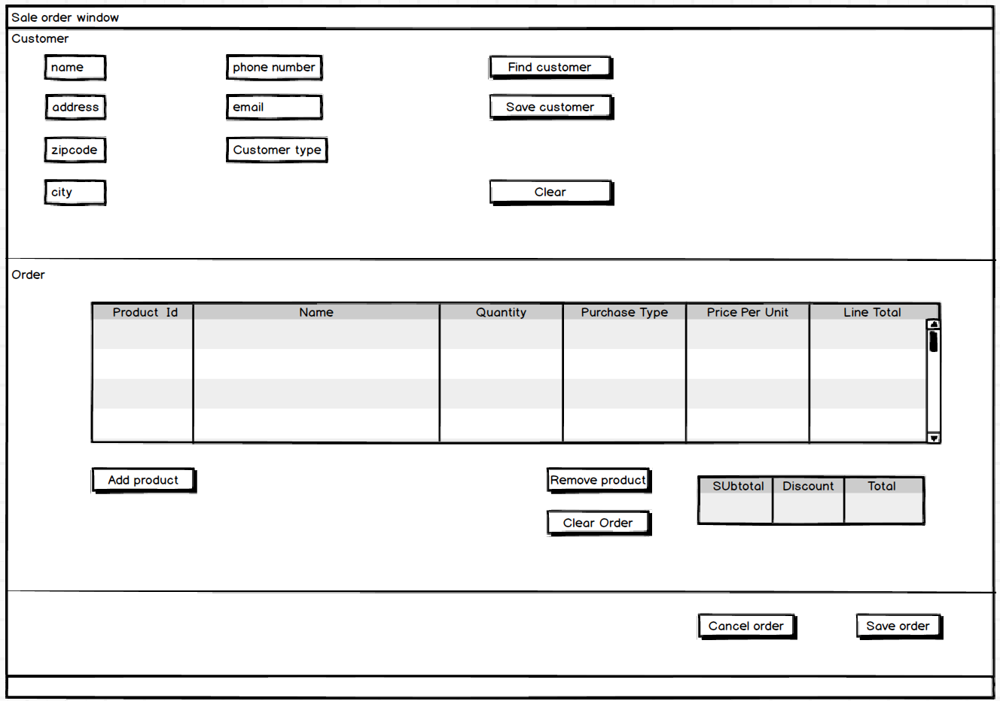 Sale order window
Customer
name
phone number
Find customer
address
email
Save customer
zipcode
Customer type
city
Clear
Order
Product Id
Name
Quantity
Purchase Type
Price Per Unit
Line Total
Add product
Remove product
SUbtotal
Discount
Total
Clear Order
Cancel order
Save order